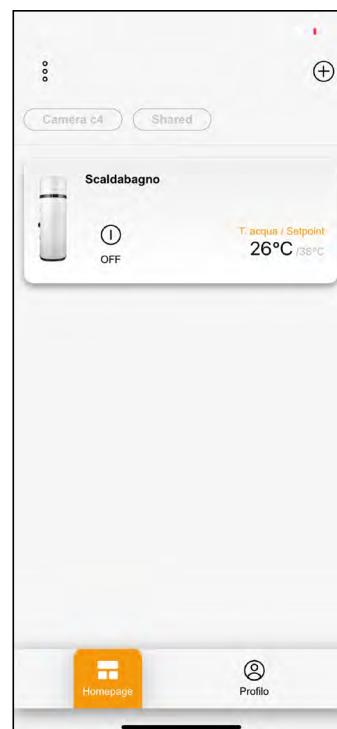 Camera c4 Shared
Scaldabagno
T. acqua / Setpoint
26°C /38°C
OFF
Homepage Profilo